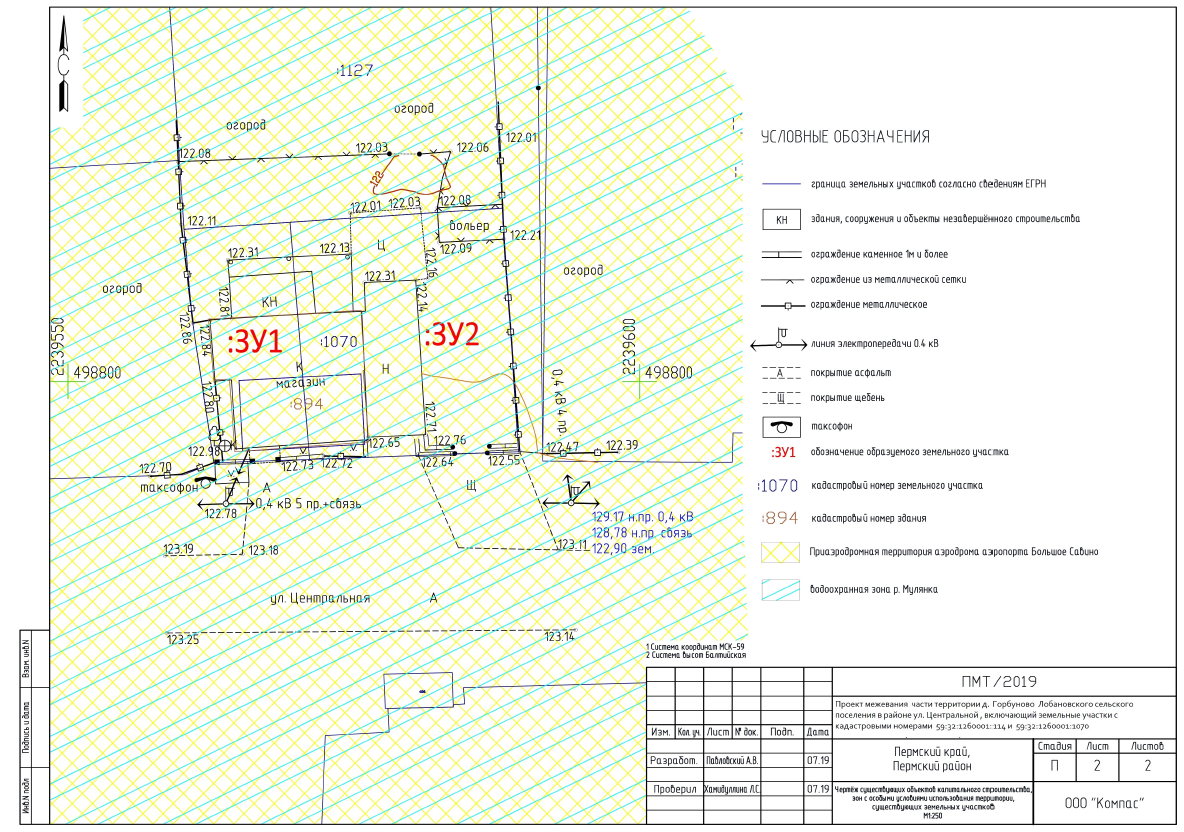 С
:1127
огород
огород
122.01
122.08
122.03
122.06
122
122.01
122.03
122.08
122.11
вольер
122.21
122.09
122.31
122.13
Ц
122.16
122.31
огород
огород
122.81
КН
122.14
2239550
122.86
122.84
:ЗУ1
:1070
:ЗУ2
2239600
498800
К
Н
498800
магазин
:894
122.80
122.71
0,4 кВ 4 пр.
122.98
К
122.65
122.76
122.47
122.39
122.70
122.73
122.72
122.64
122.55
таксофон
А
Щ
0,4 кВ 5 пр.+связь
122.78
129.17 н.пр. 0,4 кВ
128,78 н.пр. связь
122,90 зем.
123.19
123.18
123.11
ул. Центральная
А
123.25
123.14
УСЛОВНЫЕ ОБОЗНАЧЕНИЯ
граница земельных участков согласно сведениям ЕГРН
КН
здания, сооружения и объекты незавершённого строительства
ограждение каменное 1м и более
ограждение из металлической сетки
ограждение металлическое
линия электропередачи 0.4 кВ
А
покрытие асфальт
Щ
покрытие щебень
таксофон
:ЗУ1
обозначение образуемого земельного участка
:1070
кадастровый номер земельного участка
:894
кадастровый номер здания
Приаэродромная территория аэродрома аэропорта Большое Савино
водоохранная зона р. Мулянка
1 Система координат МСК-59
2 Система высот Балтийская
Взам. инв.N
Подпись и дата
Инв.N подл
ПМТ/2019
Проект межевания части территории д. Горбуново Лобановского сельского
поселения в районе ул. Центральной , включающий земельные участки с
кадастровыми номерами 59:32:1260001:114 и 59:32:1260001:1070
Изм. Кол. уч. Лист № док. Подп. Дата
Разработ. Павловский А.В. 07.19
Проверил Хамидуллина Л.С. 07.19
Пермский край,
Пермский район
Стадия Лист Листов
П 2 2
Чертёж существующих объектов капитального строительства,
зон с особыми условиями использования территории,
существующих земельных участков
М1:250
ООО "Компас"